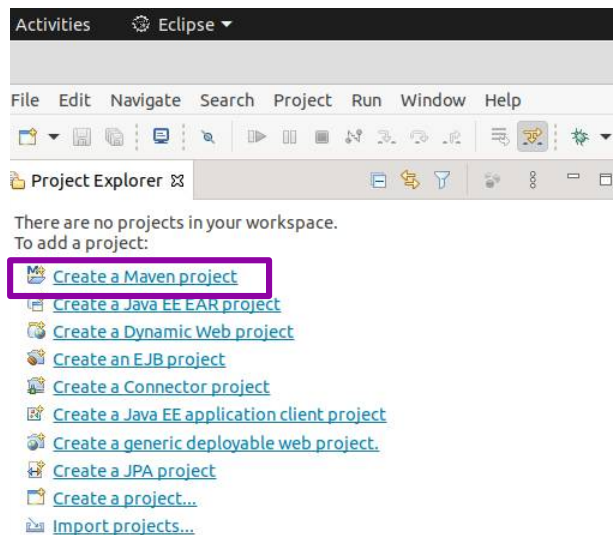 Activities Eclipse
File Edit Navigate Search Project Run Window Help
Project Explorer
There are no projects in your workspace.
To add a project:
Create a Maven project
Create a Java EE EAR project
Create a Dynamic Web project
Create an EJB project
Create a Connector project
Create a Java EE application client project
Create a generic deployable web project.
Create a JPA project
Create a project...
Import projects...